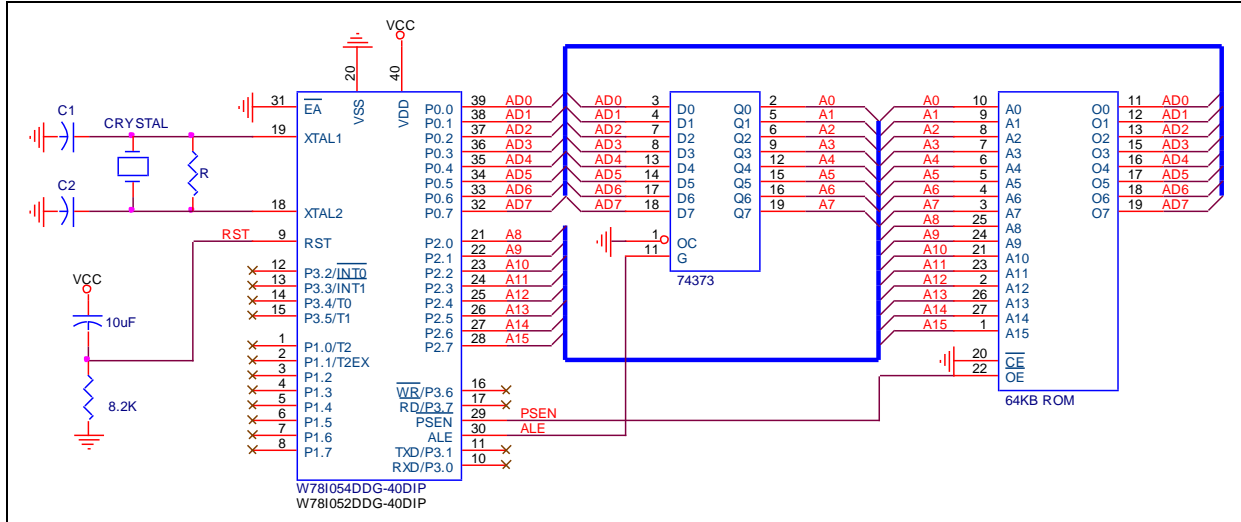 VCC
20
40
VSS
VDD
31
EA
C1
CRYSTAL
19
XTAL1
R
C2
18
XTAL2
RST
9
RST
12
P3.2/INT0
13
P3.3/INT1
14
P3.4/T0
15
P3.5/T1
VCC
10uF
8.2K
1
P1.0/T2
2
P1.1/T2EX
3
P1.2
4
P1.3
5
P1.4
6
P1.5
7
P1.6
8
P1.7
P0.0 39 AD0
P0.1 38 AD1
P0.2 37 AD2
P0.3 36 AD3
P0.4 35 AD4
P0.5 34 AD5
P0.6 33 AD6
P0.7 32 AD7
P2.0 21 A8
P2.1 22 A9
P2.2 23 A10
P2.3 24 A11
P2.4 25 A12
P2.5 26 A13
P2.6 27 A14
P2.7 28 A15
WR/P3.6 16
RD/P3.7 17
PSEN 29 PSEN
ALE 30 ALE
TXD/P3.1 11
RXD/P3.0 10
W78I054DDG-40DIP
W78I052DDG-40DIP
AD0 3 D0 Q0 2 A0
AD1 4 D1 Q1 5 A1
AD2 7 D2 Q2 6 A2
AD3 8 D3 Q3 9 A3
AD4 13 D4 Q4 12 A4
AD5 14 D5 Q5 15 A5
AD6 17 D6 Q6 16 A6
AD7 18 D7 Q7 19 A7
1 OC
11 G
74373
A0 10 A0 O0 11 AD0
A1 9 A1 O1 12 AD1
A2 8 A2 O2 13 AD2
A3 7 A3 O3 15 AD3
A4 6 A4 O4 16 AD4
A5 5 A5 O5 17 AD5
A6 4 A6 O6 18 AD6
A7 3 A7 O7 19 AD7
A8 25 A8
A9 24 A9
A10 21 A10
A11 23 A11
A12 2 A12
A13 26 A13
A14 27 A14
A15 1 A15
20 CE
22 OE
64KB ROM